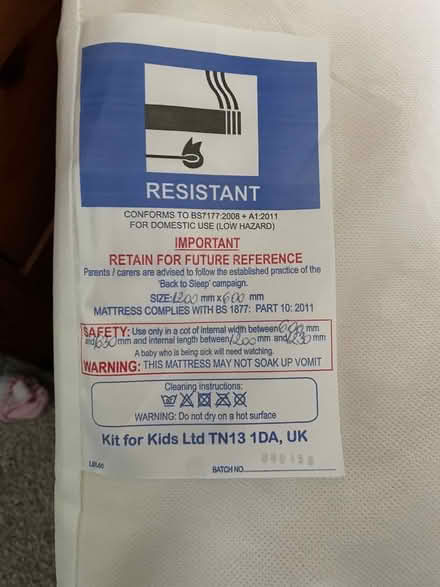 RESISTANT
CONFORMS TO BS7177:2008 + A1:2011
FOR DOMESTIC USE (LOW HAZARD)
IMPORTANT
RETAIN FOR FUTURE REFERENCE
Parents / carers are advised to follow the established practice of the
'Back to Sleep' campaign.
SIZE: 1200 mm x 600 mm
MATTRESS COMPLIES WITH BS 1877: PART 10: 2011
SAFETY: Use only in a cot of internal width between 600 mm
and 630 mm and internal length between 1200 mm and 1230 mm
A baby who is being sick will need watching.
WARNING: THIS MATTRESS MAY NOT SOAK UP VOMIT
Cleaning instructions:
WARNING: Do not dry on a hot surface
Kit for Kids Ltd TN13 1DA, UK
BATCH NO.